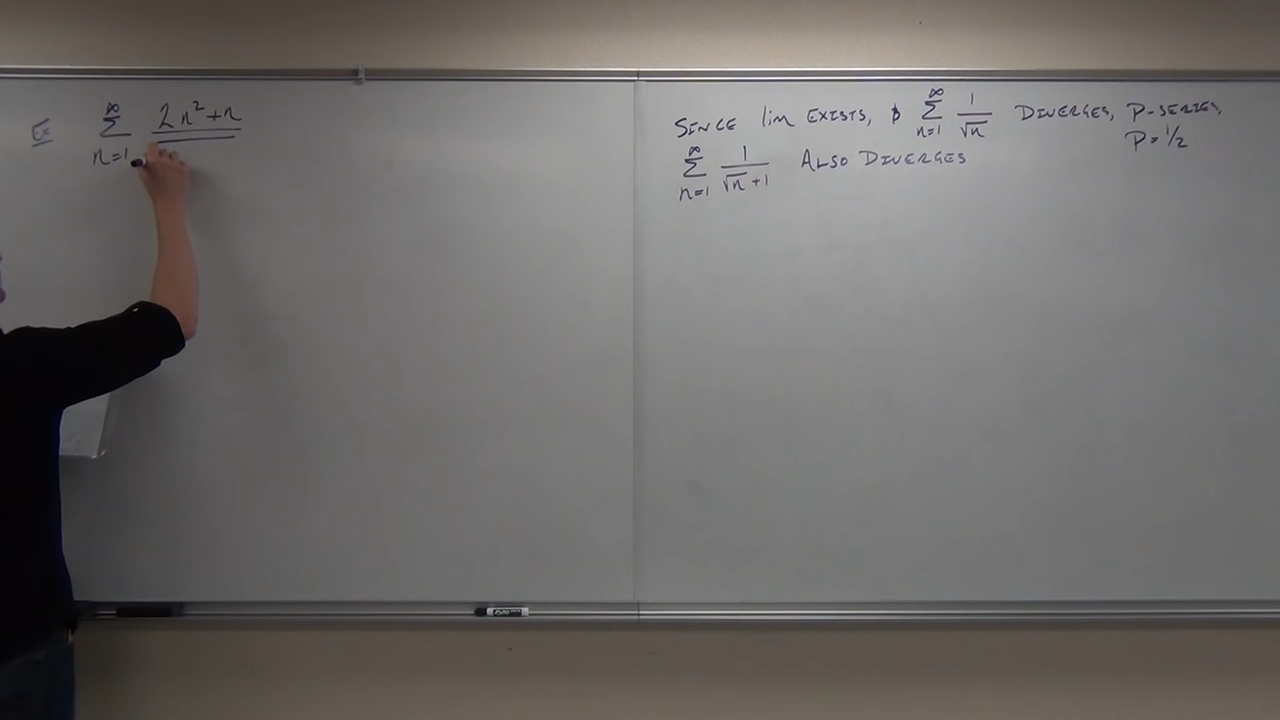 Ex ∞ Σ n=1 2n²+n
Since lim exists, & ∞ Σ n=1 1/√n Diverges, P-series,
P=1/2
∞ Σ n=1 1/(√n+1) Also Diverges